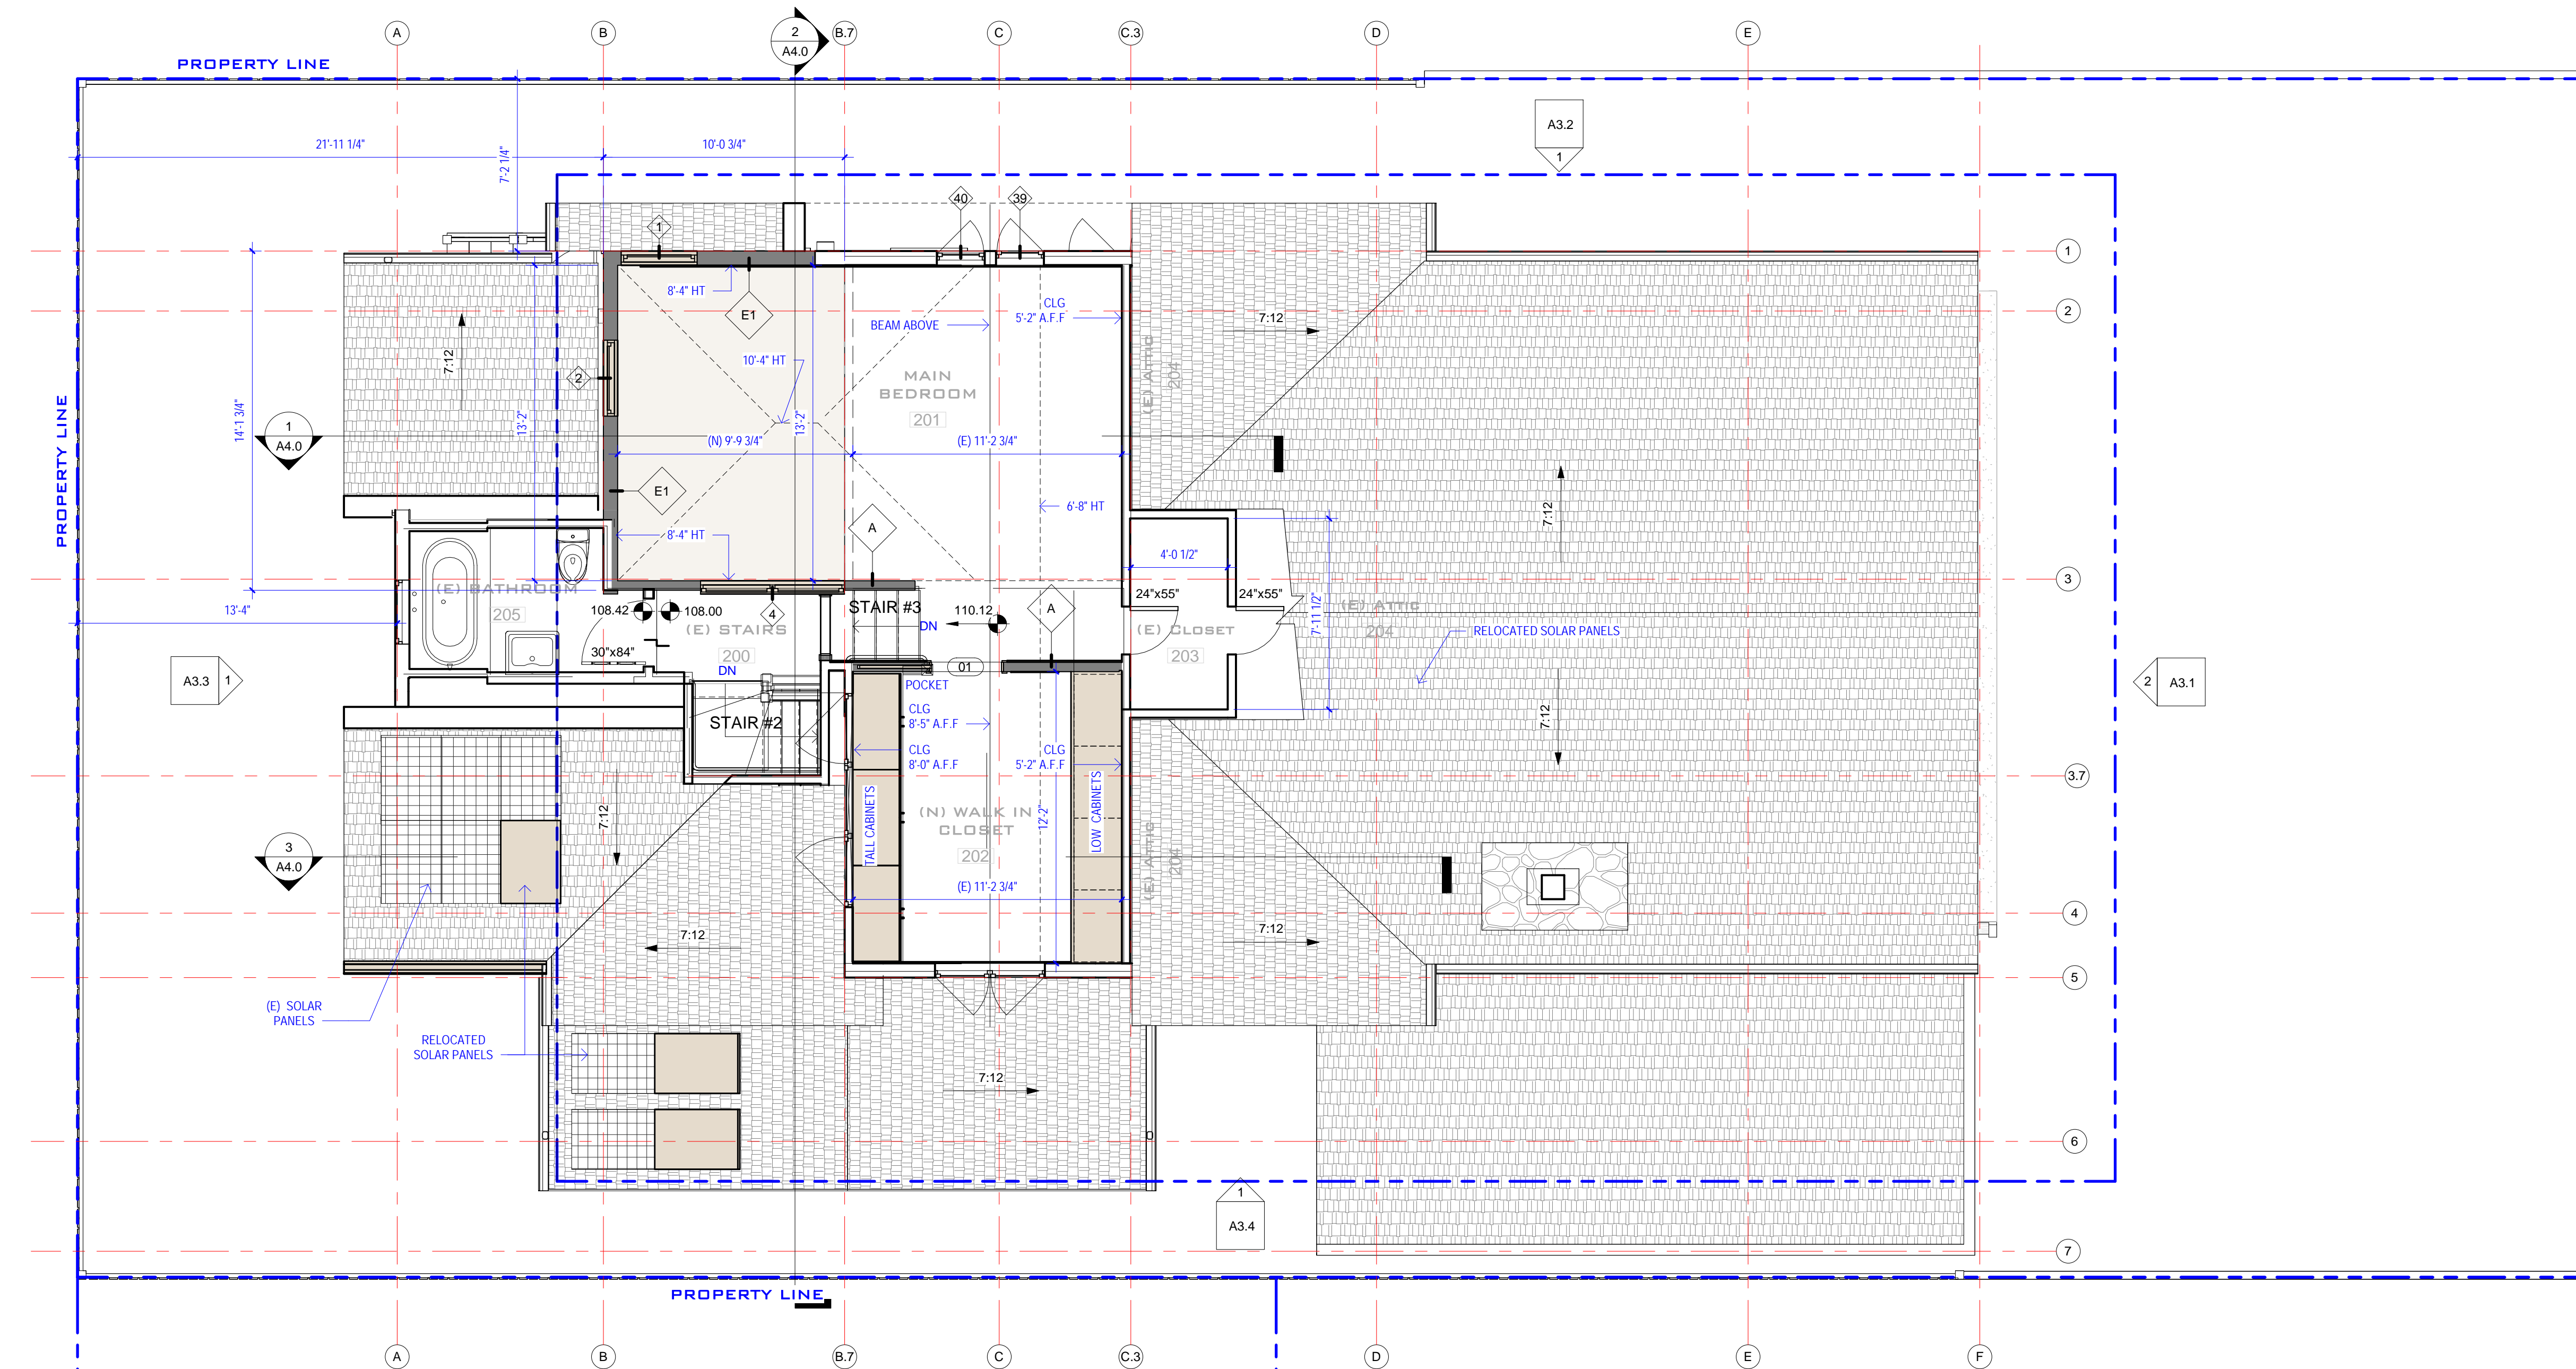 A
B
2
A4.0
B.7
C
C.3
D
E
PROPERTY LINE
21'-11 1/4"
7'-2 1/4"
10'-0 3/4"
A3.2
1
40
39
1
1
8'-4" HT
E1
CLG
5'-2" A.F.F
BEAM ABOVE
7:12
2
7:12
10'-4" HT
2
MAIN
BEDROOM
201
(E) ATTIC
204
PROPERTY LINE
14'-1 3/4"
13'-2"
13'-2"
1
A4.0
(N) 9'-9 3/4"
(E) 11'-2 3/4"
E1
6'-8" HT
7:12
A
8'-4" HT
4'-0 1/2"
3
(E) BATHROOM
205
24"x55"
24"x55"
7'-11 1/2"
(E) ATTIC
204
13'-4"
108.42
108.00
4
STAIR #3
110.12
A
DN
(E) STAIRS
200
(E) CLOSET
203
RELOCATED SOLAR PANELS
30"x84"
DN
01
A3.3
1
2
A3.1
POCKET
STAIR #2
CLG
8'-5" A.F.F
CLG
8'-0" A.F.F
CLG
5'-2" A.F.F
7:12
3.7
TALL CABINETS
LOW CABINETS
7:12
(N) WALK IN
CLOSET
202
12'-2"
(E) ATTIC
204
3
A4.0
(E) 11'-2 3/4"
4
7:12
7:12
5
(E) SOLAR
PANELS
RELOCATED
SOLAR PANELS
7:12
6
1
A3.4
7
PROPERTY LINE
A
B
B.7
C
C.3
D
E
F